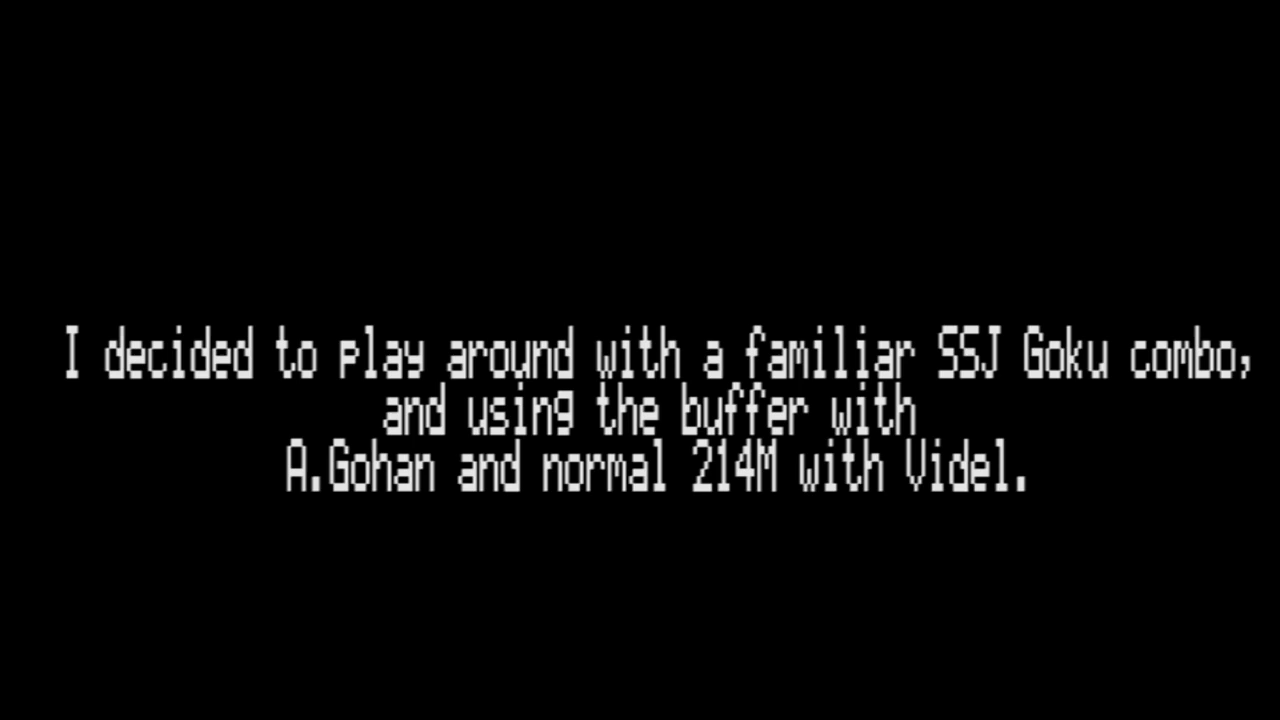 I decided to play around with a familiar SSJ Goku combo,
and using the buffer with
A.Gohan and normal 214M with Videl.